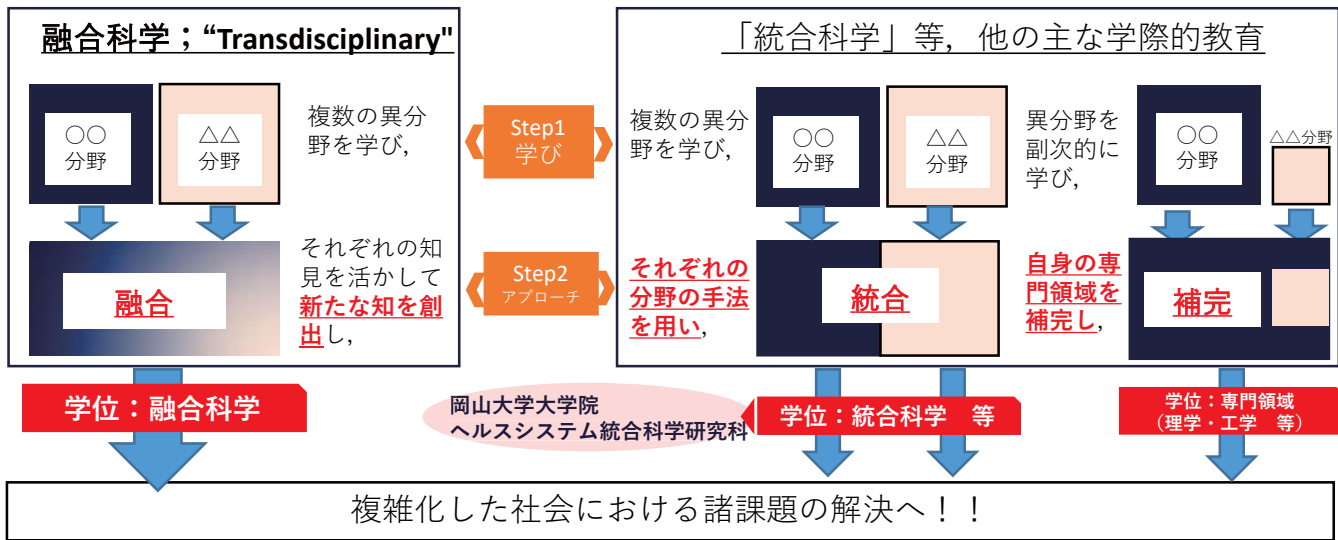 融合科学；“Transdisciplinary"
○○
分野
△△
分野
複数の異分
野を学び,
融合
それぞれの知
見を活かして
新たな知を創
出し,
学位：融合科学
Step1
学び
Step2
アプローチ
「統合科学」等，他の主な学際的教育
複数の異分
野を学び,
○○
分野
△△
分野
それぞれの
分野の手法
を用い,
統合
岡山大学大学院
ヘルスシステム統合科学研究科
学位：統合科学　等
異分野を
副次的に
学び,
○○
分野
△△分野
自身の専
門領域を
補完し,
補完
学位：専門領域
（理学・工学　等）
複雑化した社会における諸課題の解決へ！！